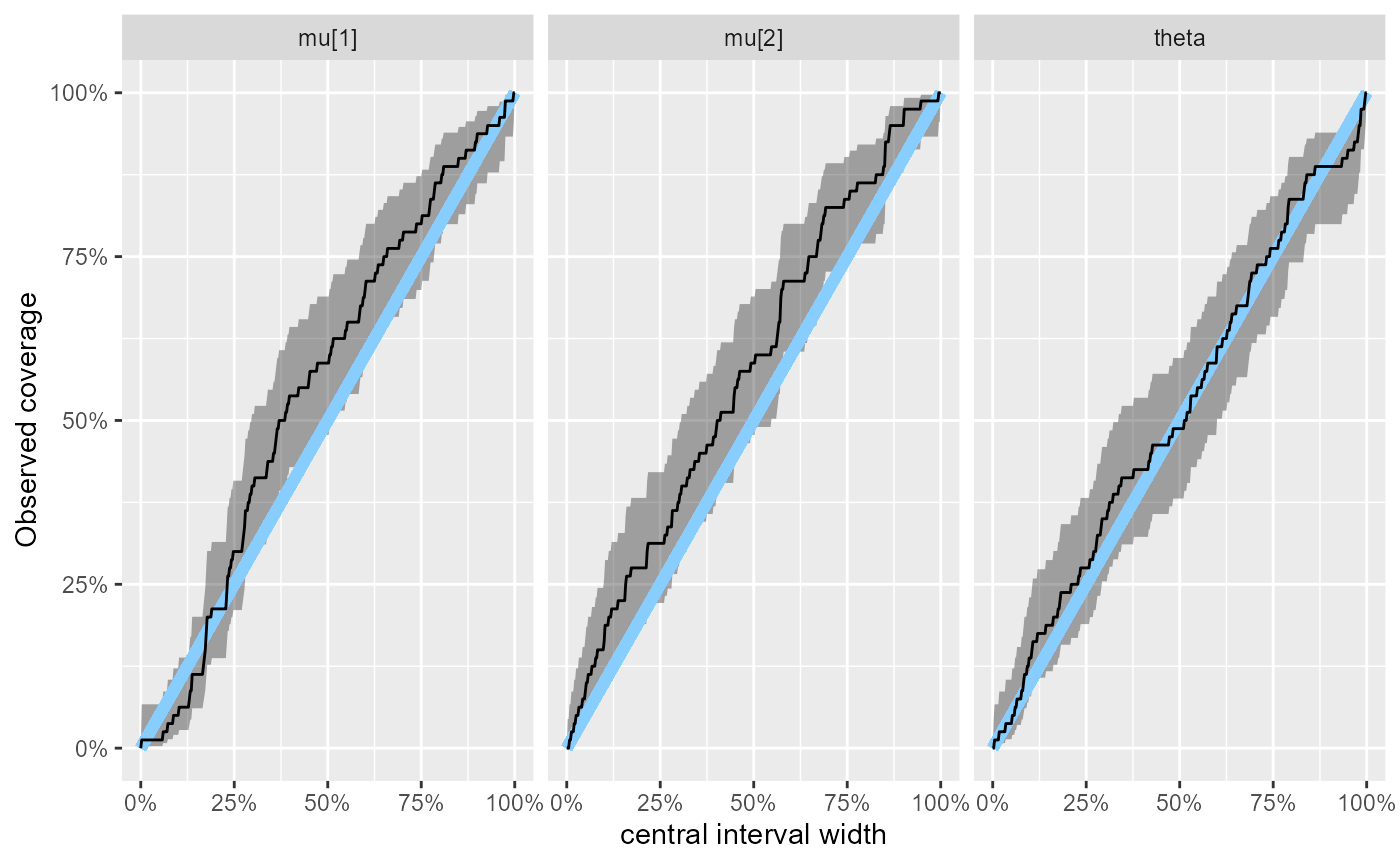 mu[1] mu[2] theta
Observed coverage
100%
75%
50%
25%
0%
0% 25% 50% 75% 100% 0% 25% 50% 75% 100% 0% 25% 50% 75% 100%
central interval width